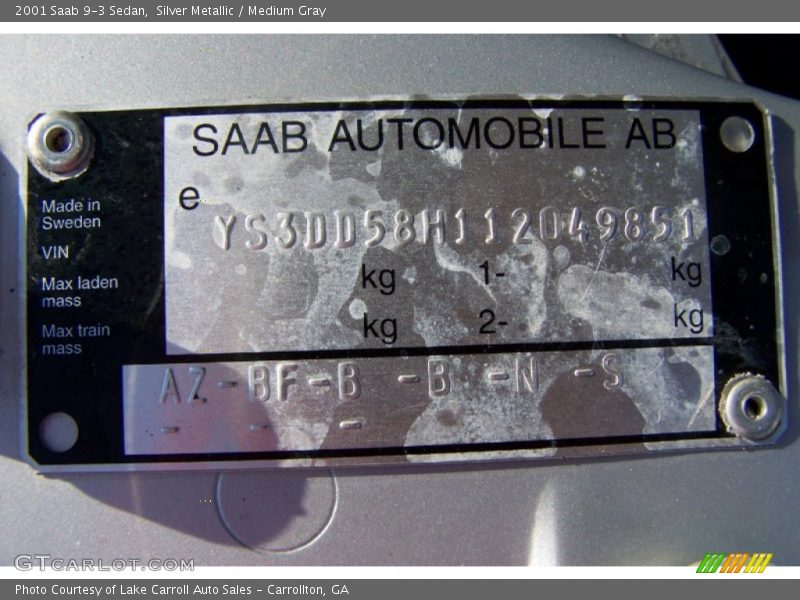 2001 Saab 9-3 Sedan,  Silver Metallic / Medium Gray
SAAB AUTOMOBILE AB
e
Made in
Sweden
YS3DD58H112049851
VIN
Max laden
mass
kg 1- kg
Max train
mass
kg 2- kg
AZ-BF-B -B -N -S
- - -
GTCARLOT.COM
Photo Courtesy of Lake Carroll Auto Sales - Carrollton, GA